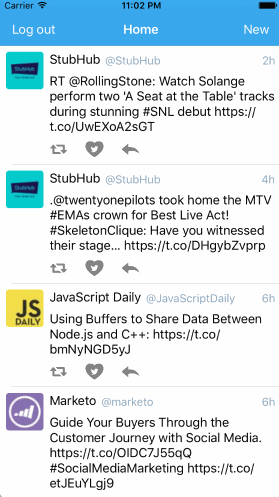 Carrier 11:02 PM
Log out Home New
StubHub @StubHub 2h
RT @RollingStone: Watch Solange
perform two 'A Seat at the Table' tracks
during stunning #SNL debut https://
t.co/UwEXoA2sGT
StubHub @StubHub 4h
.@twentyonepilots took home the MTV
#EMAs crown for Best Live Act!
#SkeletonClique: Have you witnessed
their stage... https://t.co/DHgybZvprp
JS
DAILY
JavaScript Daily @JavaScriptDaily 6h
Using Buffers to Share Data Between
Node.js and C++: https://t.co/
bmNyNGD5yJ
Marketo @marketo 6h
Guide Your Buyers Through the
Customer Journey with Social Media.
https://t.co/OlDC7J55qQ
#SocialMediaMarketing https://t.co/
etJEuYLgj9